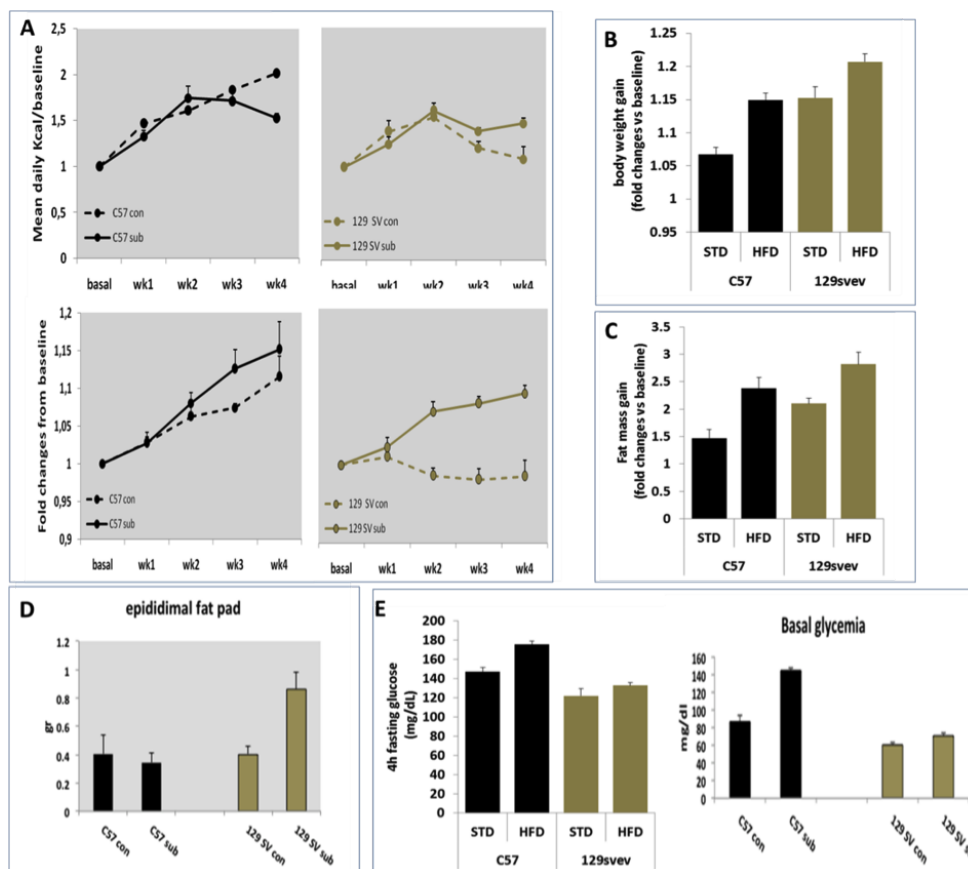 A
Mean daily Kcal/baseline
2,5
2
1,5
1
0,5
0
C57 con
C57 sub
basal wk1 wk2 wk3 wk4
129 SV con
129 SV sub
basal wk1 wk2 wk3 wk4
Fold changes from baseline
1,2
1,15
1,1
1,05
1
0,95
0,9
C57 con
C57 sub
basal wk1 wk2 wk3 wk4
129 SV con
129 SV sub
basal wk1 wk2 wk3 wk4
B
body weight gain
(fold changes vs baseline)
1.25
1.2
1.15
1.1
1.05
1
0.95
STD HFD STD HFD
C57 129svev
C
Fat mass gain
(fold changes vs baseline)
3.5
3
2.5
2
1.5
1
0.5
0
STD HFD STD HFD
C57 129svev
D
epididimal fat pad
gr
1.2
1
0.8
0.6
0.4
0.2
0
C57 con
C57 sub
129 SV con
129 SV sub
E
4h fasting glucose
(mg/dL)
200
180
160
140
120
100
80
60
40
20
0
STD HFD STD HFD
C57 129svev
Basal glycemia
mg/dl
160
140
120
100
80
60
40
20
0
C57 con
C57 sub
129 SV con
129 SV su